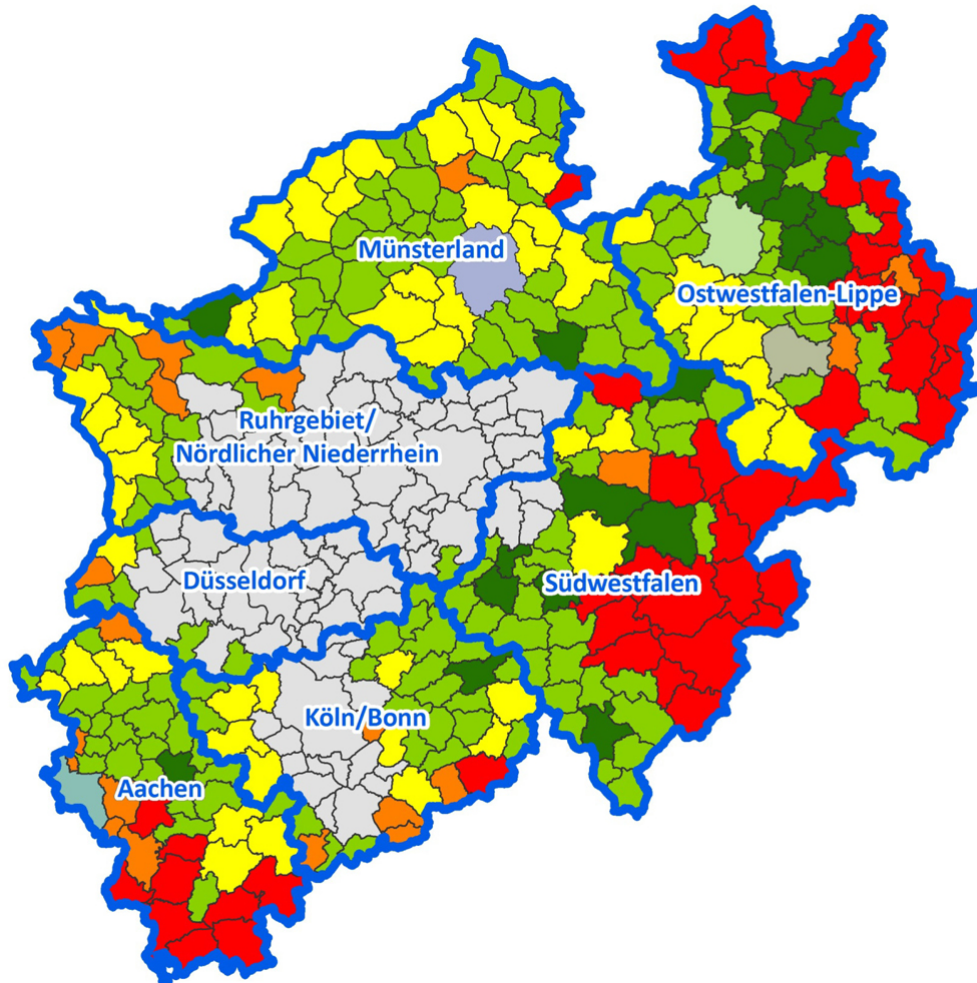 Münsterland
Ostwestfalen-Lippe
Ruhrgebiet/
Nördlicher Niederrhein
Düsseldorf
Südwestfalen
Köln/Bonn
Aachen